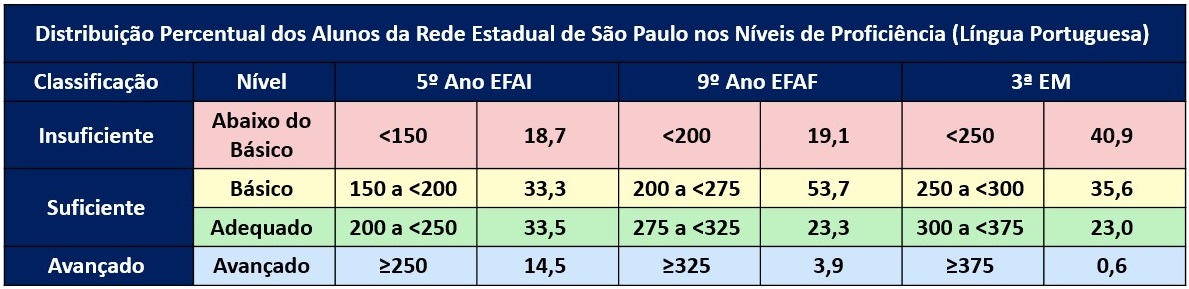 Distribuição Percentual dos Alunos da Rede Estadual de São Paulo nos Níveis de Proficiência (Língua Portuguesa)
Classificação Nível 5º Ano EFAI 9º Ano EFAF 3ª EM
Insuficiente Abaixo do Básico <150 18,7 <200 19,1 <250 40,9
Suficiente Básico 150 a <200 33,3 200 a <275 53,7 250 a <300 35,6
Adequado 200 a <250 33,5 275 a <325 23,3 300 a <375 23,0
Avançado Avançado ≥250 14,5 ≥325 3,9 ≥375 0,6